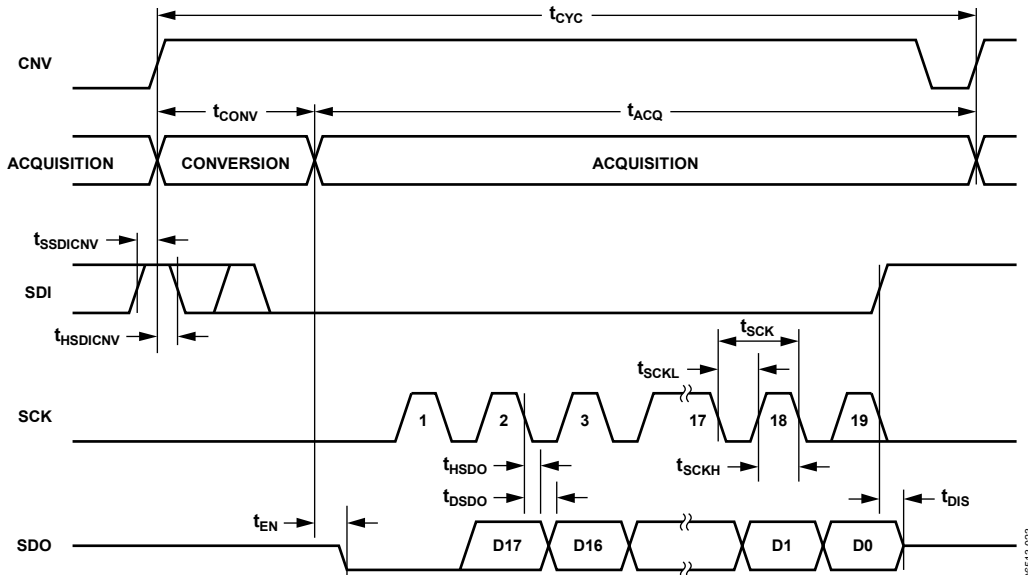 tCYC
CNV
tCONV
tACQ
ACQUISITION
CONVERSION
ACQUISITION
tSSDICNV
SDI
tHSDICNV
tSCK
tSCKL
SCK
1
2
3
17
18
19
tHSDO
tSCKH
tDSDO
tDIS
tEN
SDO
D17
D16
D1
D0